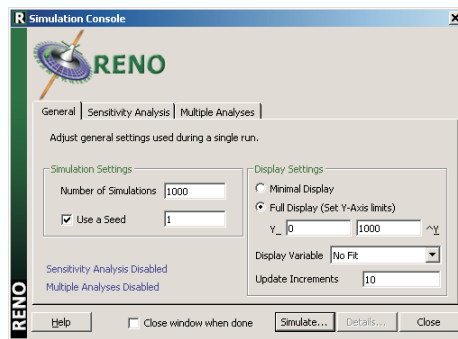 R Simulation Console x
RENO
General Sensitivity Analysis Multiple Analyses
Adjust general settings used during a single run.
Simulation Settings
Number of Simulations 1000
Use a Seed 1
Sensitivity Analysis Disabled
Multiple Analyses Disabled
Display Settings
Minimal Display
Full Display (Set Y-Axis limits)
Y_ 0 1000 ^Y
Display Variable No Fit
Update Increments 10
RENO
Help Close window when done Simulate... Details... Close